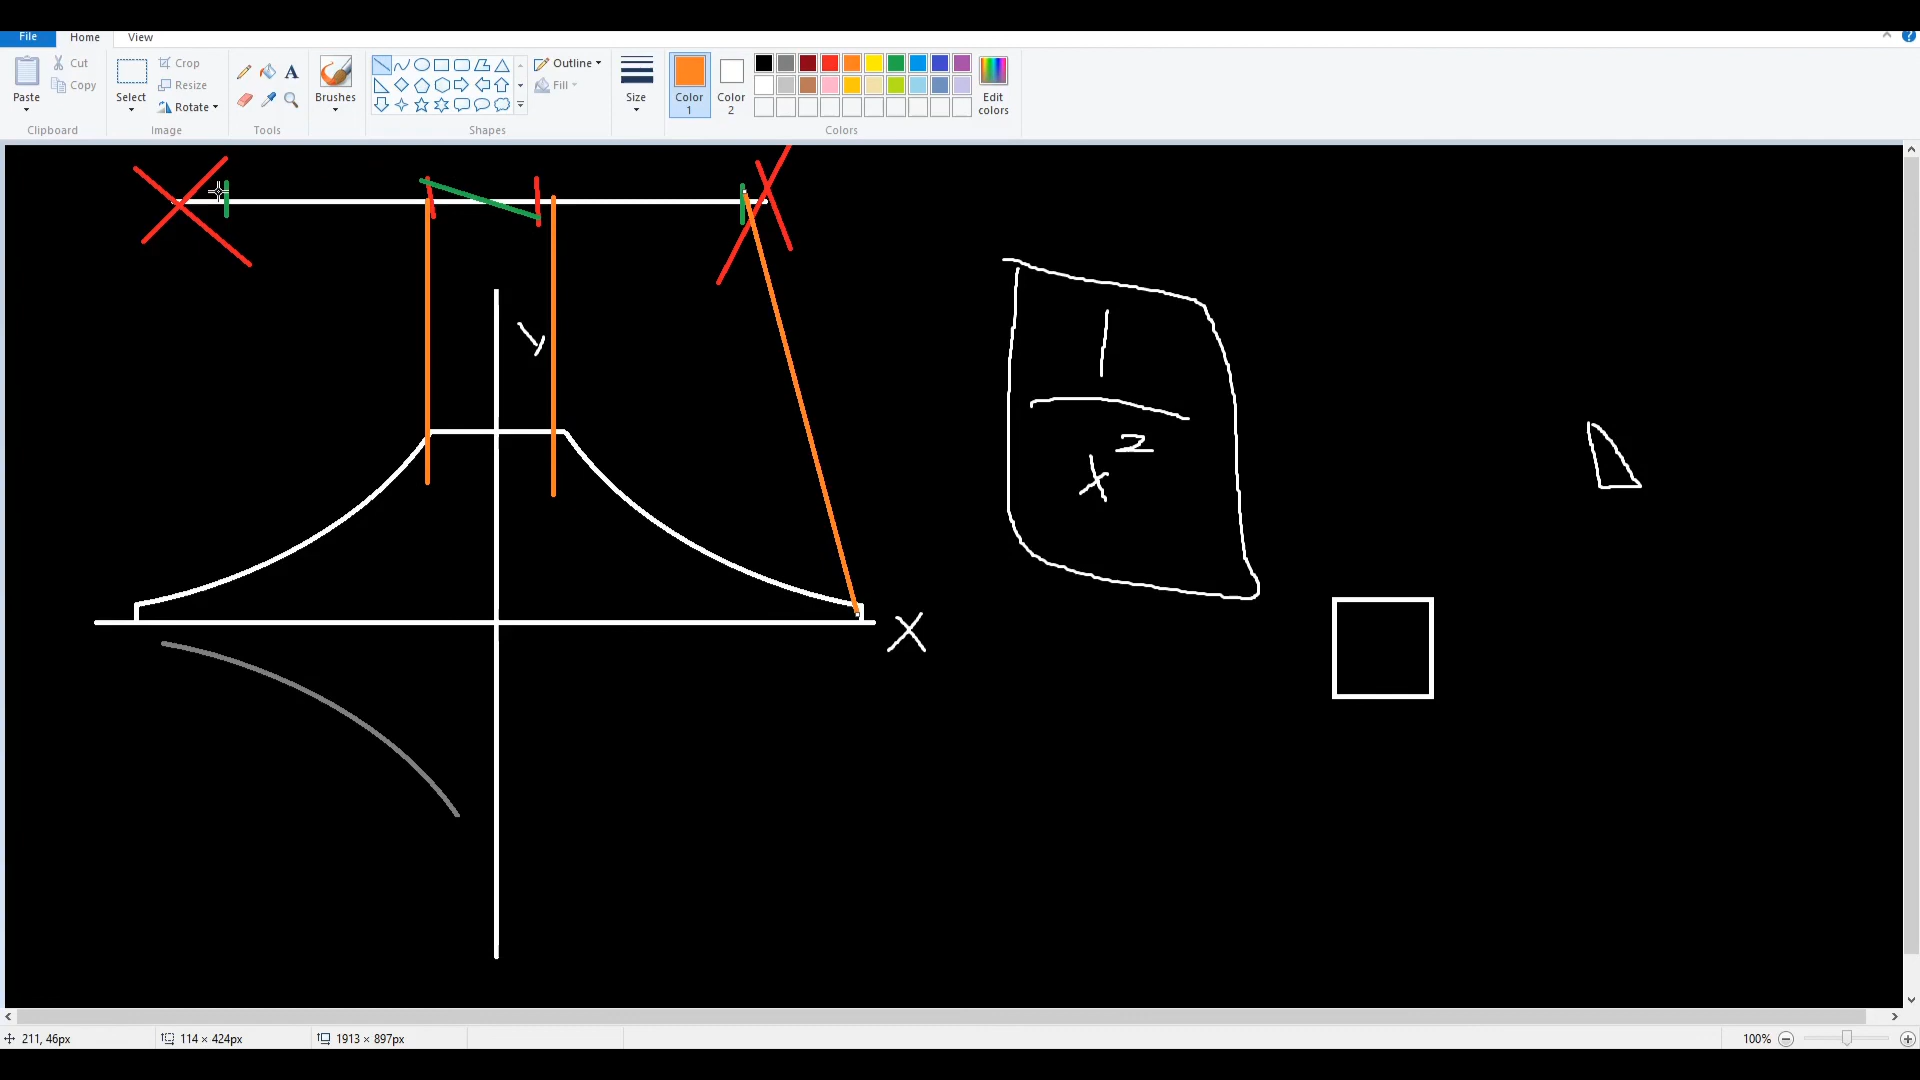 File Home View
Paste
Cut
Copy
Clipboard
Select
Crop
Resize
Rotate
Image
Tools
Brushes
Shapes
Outline
Fill
Size
Color 1
Color 2
Edit colors
Colors
y
1
x²
X
211, 46px
114 × 424px
1913 × 897px
100%